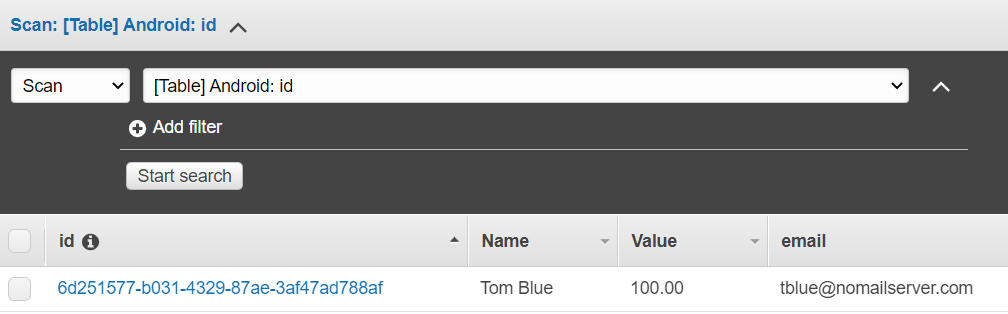 Scan: [Table] Android: id
Scan [Table] Android: id
Add filter
Start search
id Name Value email
6d251577-b031-4329-87ae-3af47ad788af Tom Blue 100.00 tblue@nomailserver.com